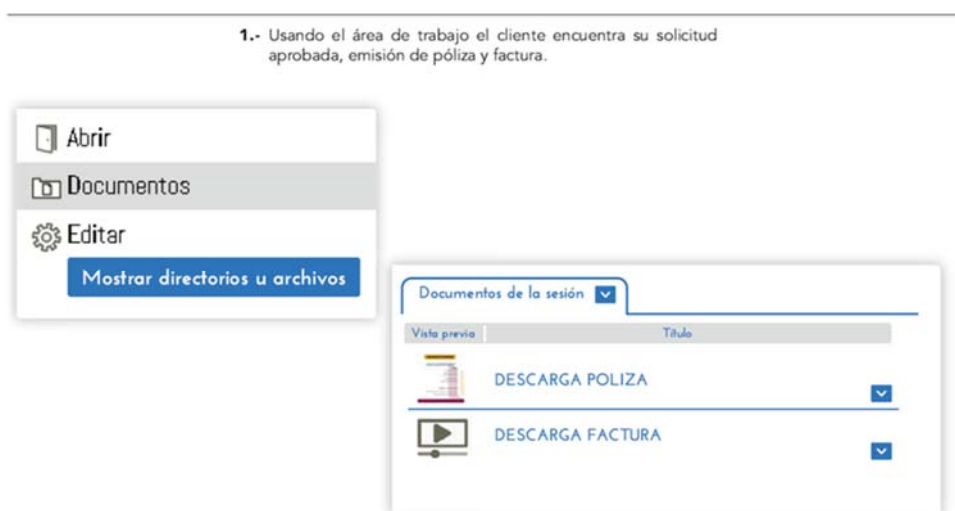 1.- Usando el área de trabajo el cliente encuentra su solicitud
aprobada, emisión de póliza y factura.
Abrir
Documentos
Editar
Mostrar directorios u archivos
Documentos de la sesión
Vista previa Título
DESCARGA POLIZA
DESCARGA FACTURA